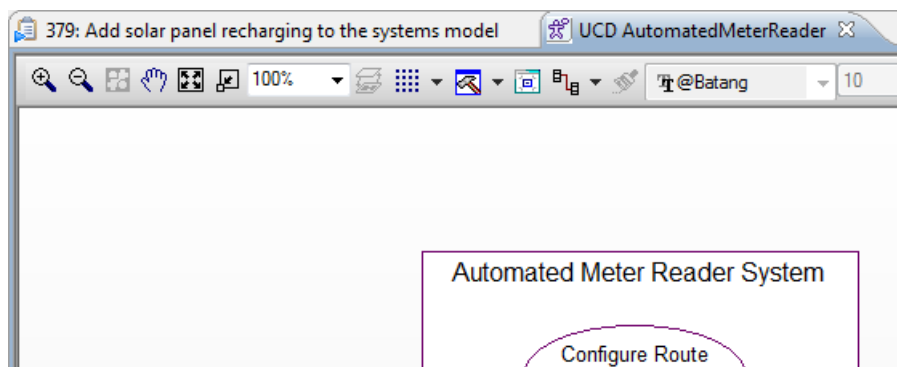 379: Add solar panel recharging to the systems model
UCD AutomatedMeterReader
100%
@Batang
10
Automated Meter Reader System
Configure Route